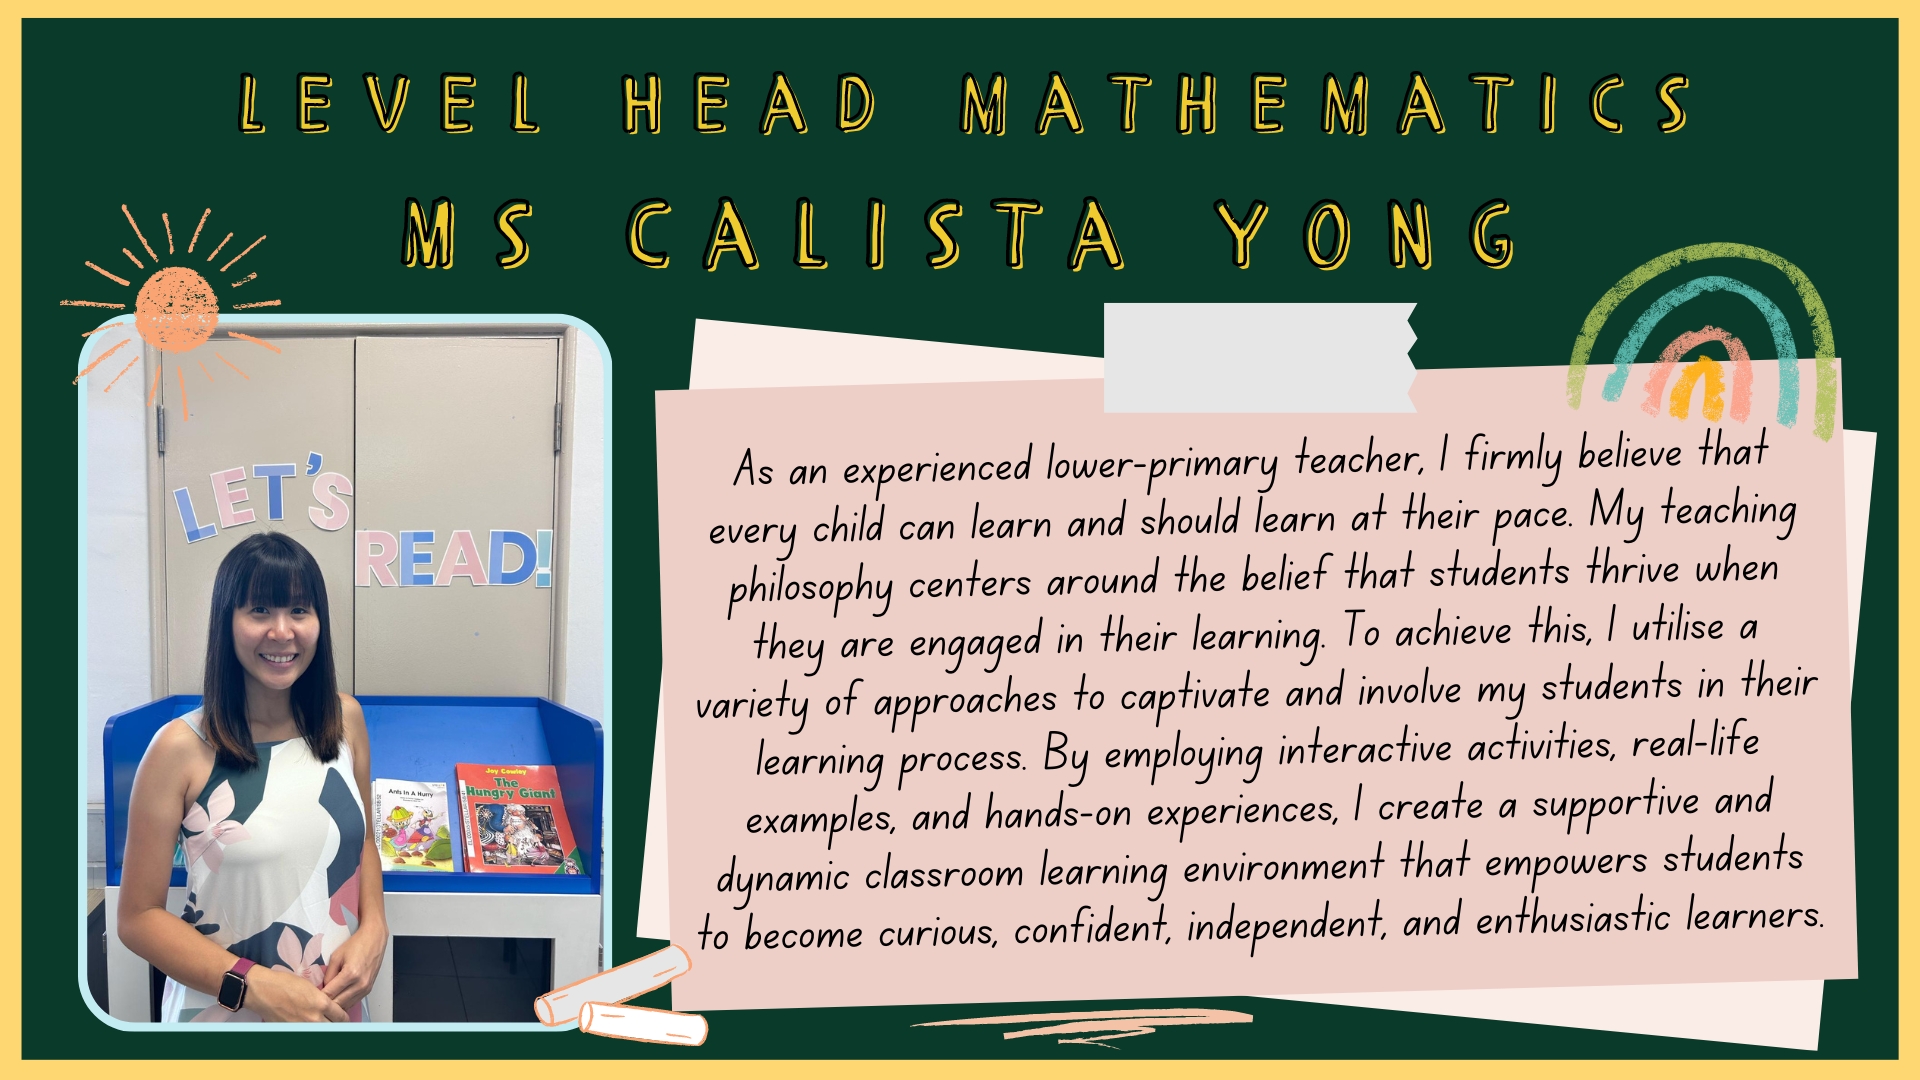 LEVEL HEAD MATHEMATICS
MS CALISTA YONG
LET'S
READ!
Joy Cowley
The
Hungry Giant
Ants In A Hurry
As an experienced lower-primary teacher, I firmly believe that
every child can learn and should learn at their pace. My teaching
philosophy centers around the belief that students thrive when
they are engaged in their learning. To achieve this, I utilise a
variety of approaches to captivate and involve my students in their
learning process. By employing interactive activities, real-life
examples, and hands-on experiences, I create a supportive and
dynamic classroom learning environment that empowers students
to become curious, confident, independent, and enthusiastic learners.